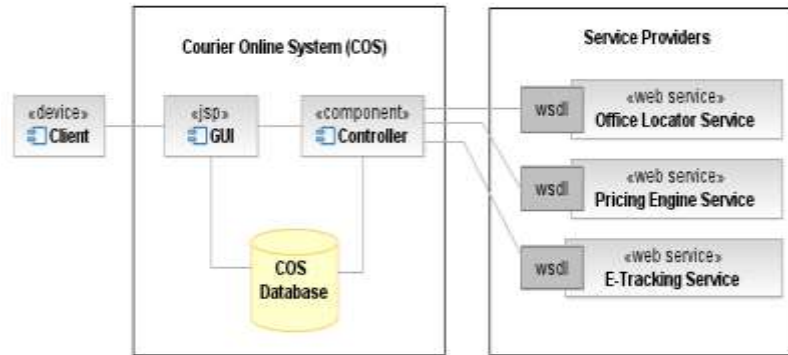 Courier Online System (COS)
Service Providers
«device»
Client
«jsp»
GUI
«component»
Controller
COS
Database
wsdl
«web service»
Office Locator Service
wsdl
«web service»
Pricing Engine Service
wsdl
«web service»
E-Tracking Service